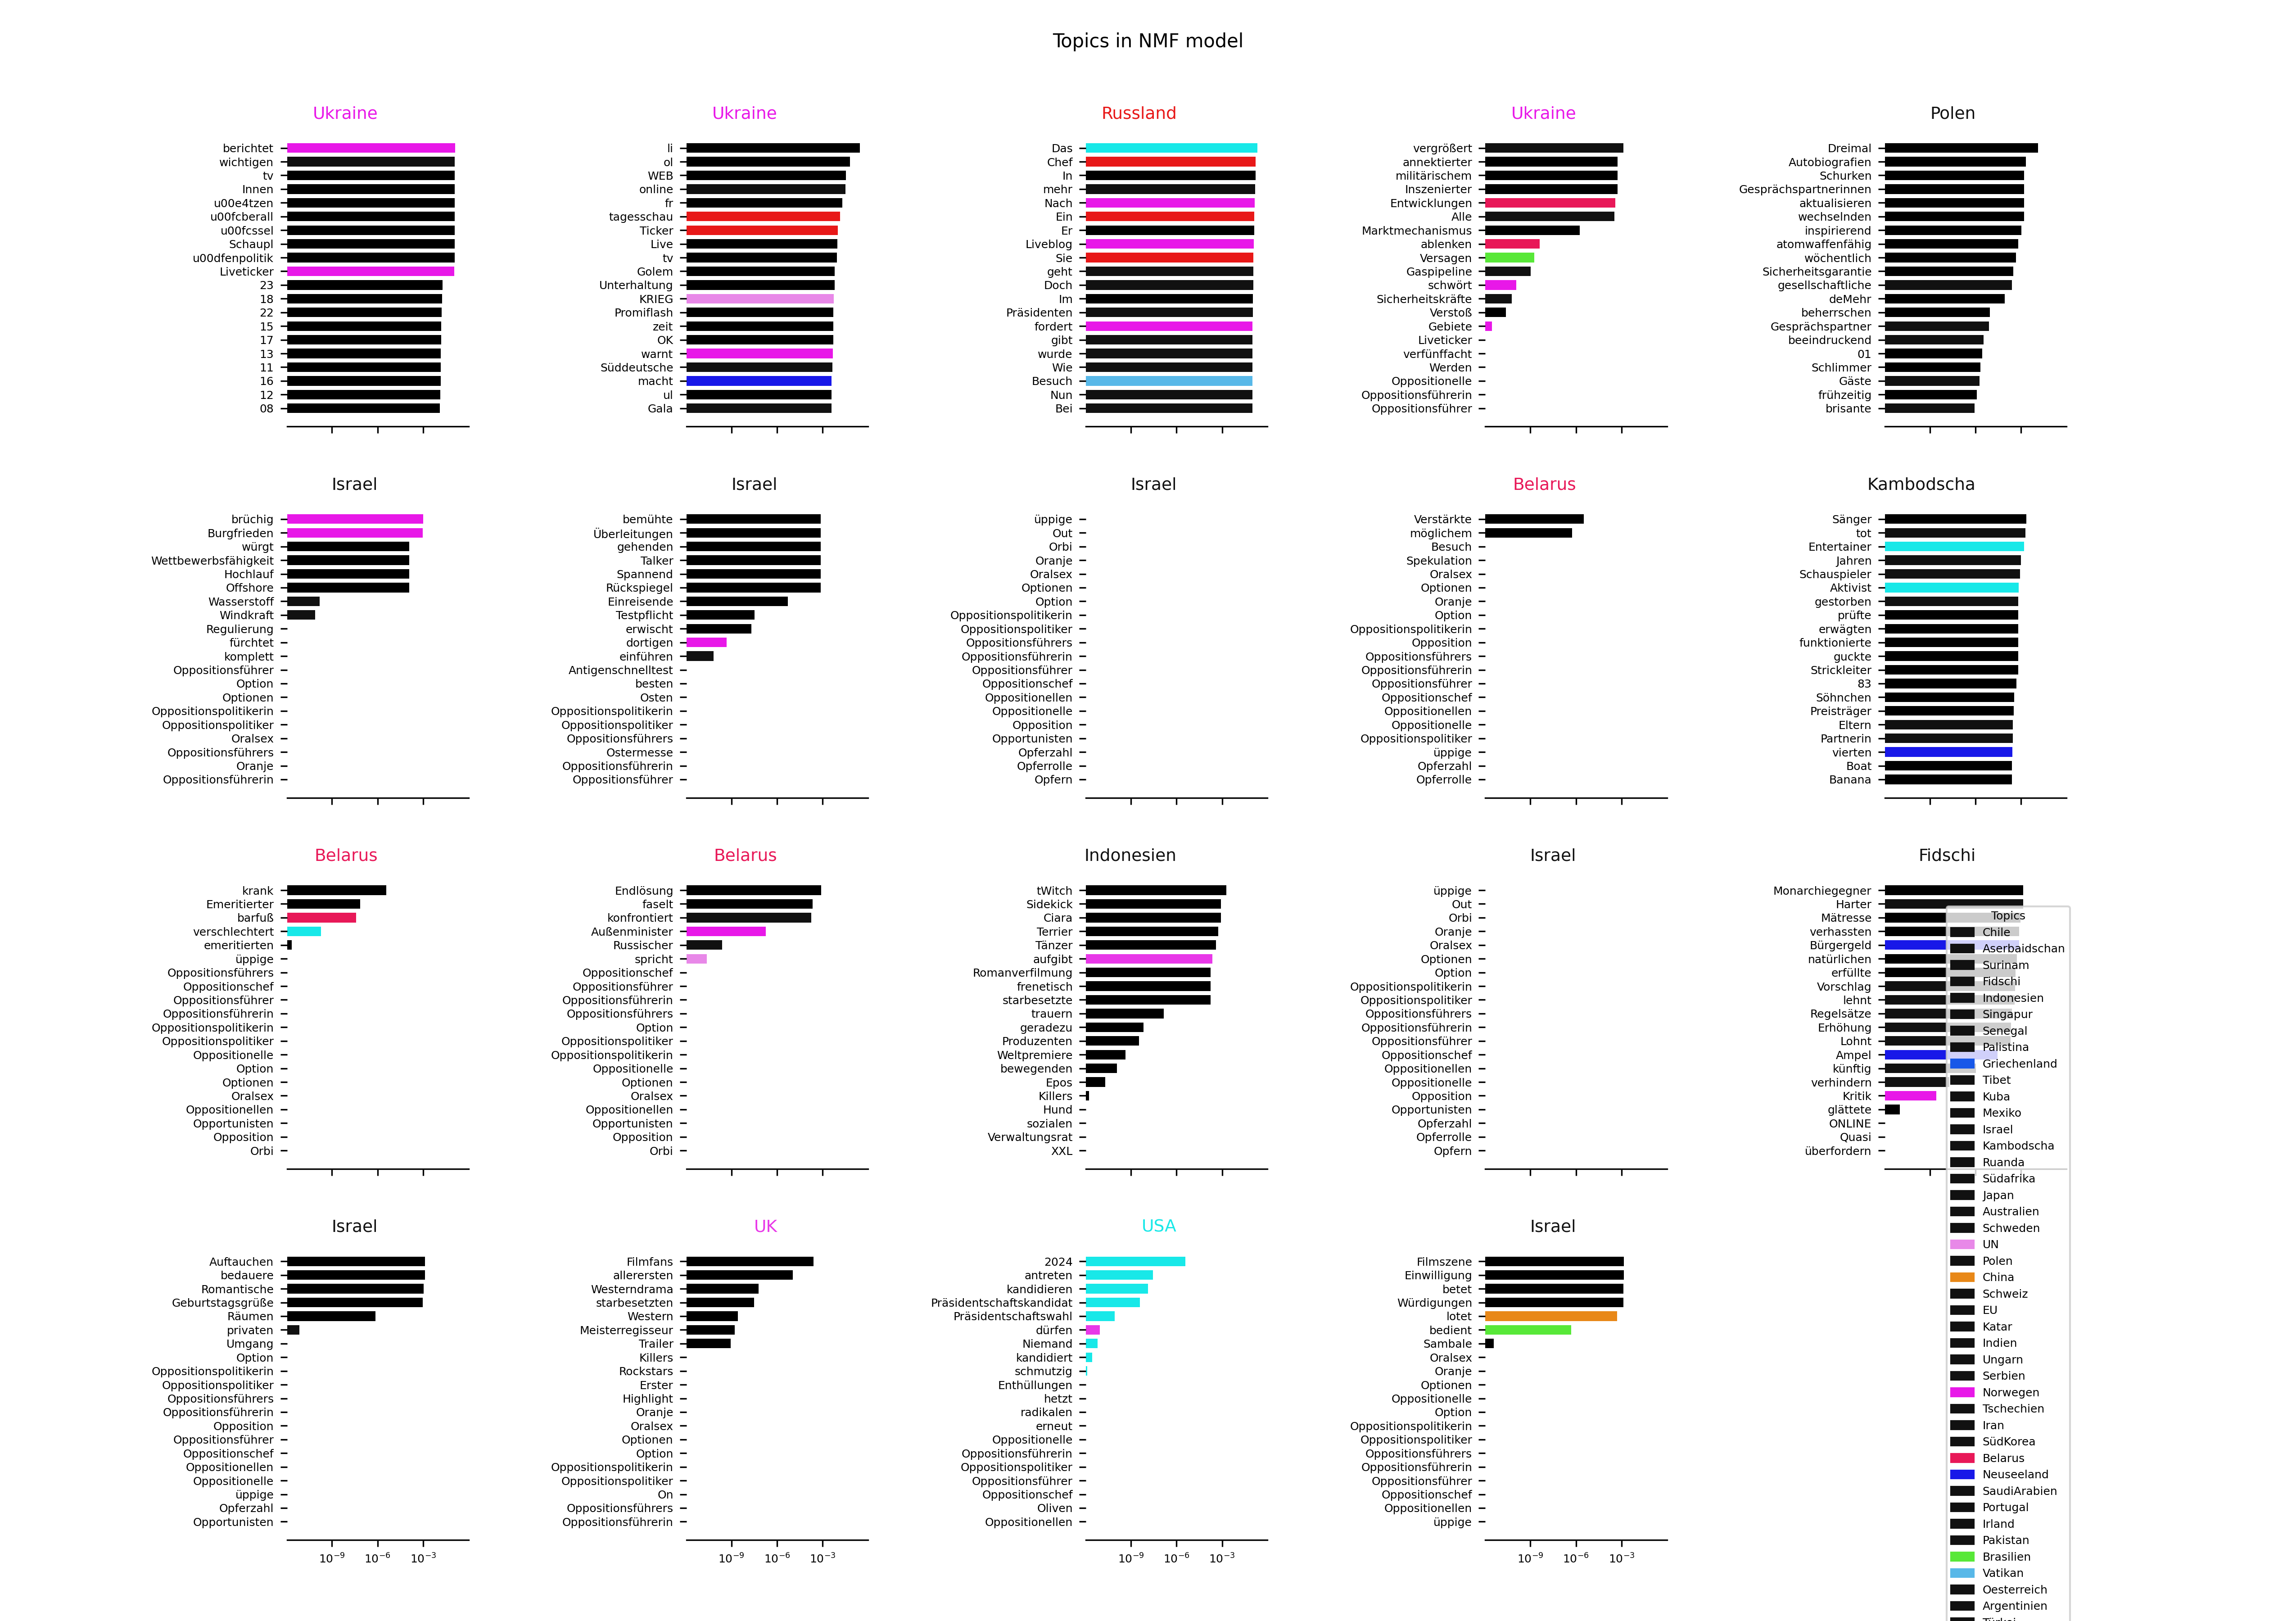 Topics in NMF model
Ukraine
berichtet
wichtigen
tv
Innen
u00e4tzen
u00fcberall
u00fcssel
Schaupl
u00dfenpolitik
Liveticker
23
18
22
15
17
13
11
16
12
08
Ukraine
li
ol
WEB
online
fr
tagesschau
Ticker
Live
tv
Golem
Unterhaltung
KRIEG
Promiflash
zeit
OK
warnt
Süddeutsche
macht
ul
Gala
Russland
Das
Chef
In
mehr
Nach
Ein
Er
Liveblog
Sie
geht
Doch
Im
Präsidenten
fordert
gibt
wurde
Wie
Besuch
Nun
Bei
Ukraine
vergrößert
annektierter
militärischem
Inszenierter
Entwicklungen
Alle
Marktmechanismus
ablenken
Versagen
Gaspipeline
schwört
Sicherheitskräfte
Verstoß
Gebiete
Liveticker
verfünffacht
Werden
Oppositionelle
Oppositionsführerin
Oppositionsführer
Polen
Dreimal
Autobiografien
Schurken
Gesprächspartnerinnen
aktualisieren
wechselnden
inspirierend
atomwaffenfähig
wöchentlich
Sicherheitsgarantie
gesellschaftliche
deMehr
beherrschen
Gesprächspartner
beeindruckend
01
Schlimmer
Gäste
frühzeitig
brisante
Israel
brüchig
Burgfrieden
würgt
Wettbewerbsfähigkeit
Hochlauf
Offshore
Wasserstoff
Windkraft
Regulierung
fürchtet
komplett
Oppositionsführer
Option
Optionen
Oppositionspolitikerin
Oppositionspolitiker
Oralsex
Oppositionsführers
Oranje
Oppositionsführerin
Israel
bemühte
Überleitungen
gehenden
Talker
Spannend
Rückspiegel
Einreisende
Testpflicht
erwischt
dortigen
einführen
Antigenschnelltest
besten
Osten
Oppositionspolitikerin
Oppositionspolitiker
Oppositionsführers
Ostermesse
Oppositionsführerin
Oppositionsführer
Israel
üppige
Out
Orbi
Oranje
Oralsex
Optionen
Option
Oppositionspolitikerin
Oppositionspolitiker
Oppositionsführers
Oppositionsführerin
Oppositionsführer
Oppositionschef
Oppositionellen
Oppositionelle
Opposition
Opportunisten
Opferzahl
Opferrolle
Opfern
Belarus
Verstärkte
möglichem
Besuch
Spekulation
Oralsex
Optionen
Oranje
Option
Oppositionspolitikerin
Opposition
Oppositionsführers
Oppositionsführerin
Oppositionsführer
Oppositionschef
Oppositionellen
Oppositionelle
Oppositionspolitiker
üppige
Opferzahl
Opferrolle
Kambodscha
Sänger
tot
Entertainer
Jahren
Schauspieler
Aktivist
gestorben
prüfte
erwägten
funktionierte
guckte
Strickleiter
83
Söhnchen
Preisträger
Eltern
Partnerin
vierten
Boat
Banana
Belarus
krank
Emeritierter
barfuß
verschlechtert
emeritierten
üppige
Oppositionsführers
Oppositionschef
Oppositionsführer
Oppositionsführerin
Oppositionspolitikerin
Oppositionspolitiker
Oppositionelle
Option
Optionen
Oralsex
Oppositionellen
Opportunisten
Opposition
Orbi
Belarus
Endlösung
faselt
konfrontiert
Außenminister
Russischer
spricht
Oppositionschef
Oppositionsführer
Oppositionsführerin
Oppositionsführers
Option
Oppositionspolitiker
Oppositionspolitikerin
Oppositionelle
Optionen
Oralsex
Oppositionellen
Opportunisten
Opposition
Orbi
Indonesien
tWitch
Sidekick
Ciara
Terrier
Tänzer
aufgibt
Romanverfilmung
frenetisch
starbesetzte
trauern
geradezu
Produzenten
Weltpremiere
bewegenden
Epos
Killers
Hund
sozialen
Verwaltungsrat
XXL
Israel
üppige
Out
Orbi
Oranje
Oralsex
Optionen
Option
Oppositionspolitikerin
Oppositionspolitiker
Oppositionsführers
Oppositionsführerin
Oppositionsführer
Oppositionschef
Oppositionellen
Oppositionelle
Opposition
Opportunisten
Opferzahl
Opferrolle
Opfern
Fidschi
Monarchiegegner
Harter
Mätresse
verhassten
Bürgergeld
natürlichen
erfüllte
Vorschlag
lehnt
Regelsätze
Erhöhung
Lohnt
Ampel
künftig
verhindern
Kritik
glättete
ONLINE
Quasi
überfordern
Israel
Auftauchen
bedauere
Romantische
Geburtstagsgrüße
Räumen
privaten
Umgang
Option
Oppositionspolitikerin
Oppositionspolitiker
Oppositionsführers
Oppositionsführerin
Opposition
Oppositionsführer
Oppositionschef
Oppositionellen
Oppositionelle
üppige
Opferzahl
Opportunisten
10⁻⁹ 10⁻⁶ 10⁻³
UK
Filmfans
allerersten
Westerndrama
starbesetzten
Western
Meisterregisseur
Trailer
Killers
Rockstars
Erster
Highlight
Oranje
Oralsex
Optionen
Option
Oppositionspolitikerin
Oppositionspolitiker
On
Oppositionsführers
Oppositionsführerin
10⁻⁹ 10⁻⁶ 10⁻³
USA
2024
antreten
kandidieren
Präsidentschaftskandidat
Präsidentschaftswahl
dürfen
Niemand
kandidiert
schmutzig
Enthüllungen
hetzt
radikalen
erneut
Oppositionelle
Oppositionsführerin
Oppositionspolitiker
Oppositionsführer
Oppositionschef
Oliven
Oppositionellen
10⁻⁹ 10⁻⁶ 10⁻³
Israel
Filmszene
Einwilligung
betet
Würdigungen
lotet
bedient
Sambale
Oralsex
Oranje
Optionen
Oppositionelle
Option
Oppositionspolitikerin
Oppositionspolitiker
Oppositionsführers
Oppositionsführerin
Oppositionsführer
Oppositionschef
Oppositionellen
üppige
10⁻⁹ 10⁻⁶ 10⁻³
Topics
Chile
Aserbaidschan
Surinam
Fidschi
Indonesien
Singapur
Senegal
Palistina
Griechenland
Tibet
Kuba
Mexiko
Israel
Kambodscha
Ruanda
Südafrika
Japan
Australien
Schweden
UN
Polen
China
Schweiz
EU
Katar
Indien
Ungarn
Serbien
Norwegen
Tschechien
Iran
SüdKorea
Belarus
Neuseeland
SaudiArabien
Portugal
Irland
Pakistan
Brasilien
Vatikan
Oesterreich
Argentinien